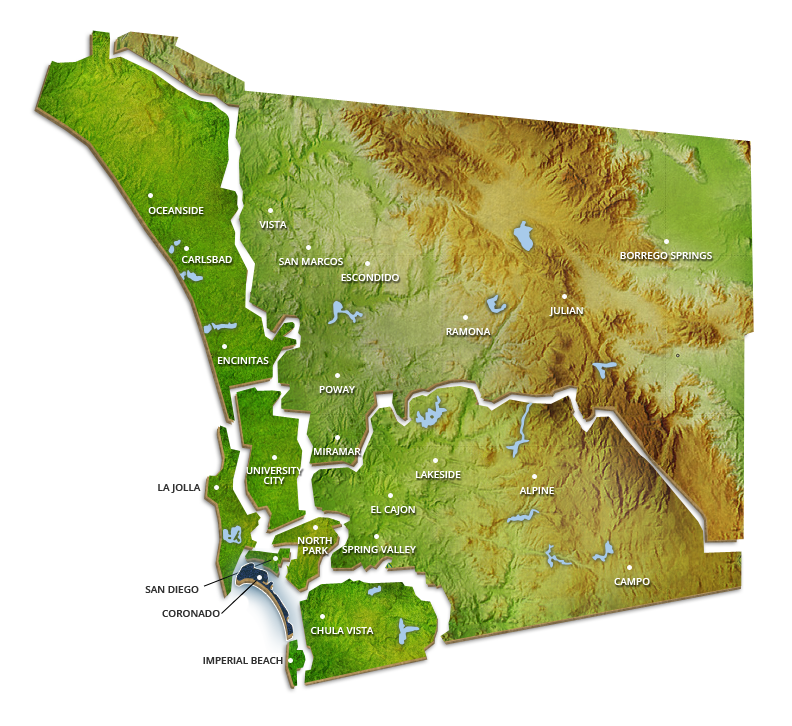 OCEANSIDE
VISTA
CARLSBAD
SAN MARCOS
ESCONDIDO
BORREGO SPRINGS
JULIAN
RAMONA
ENCINITAS
POWAY
MIRAMAR
UNIVERSITY
CITY
LA JOLLA
LAKESIDE
ALPINE
EL CAJON
NORTH
PARK
SPRING VALLEY
SAN DIEGO
CAMPO
CORONADO
CHULA VISTA
IMPERIAL BEACH